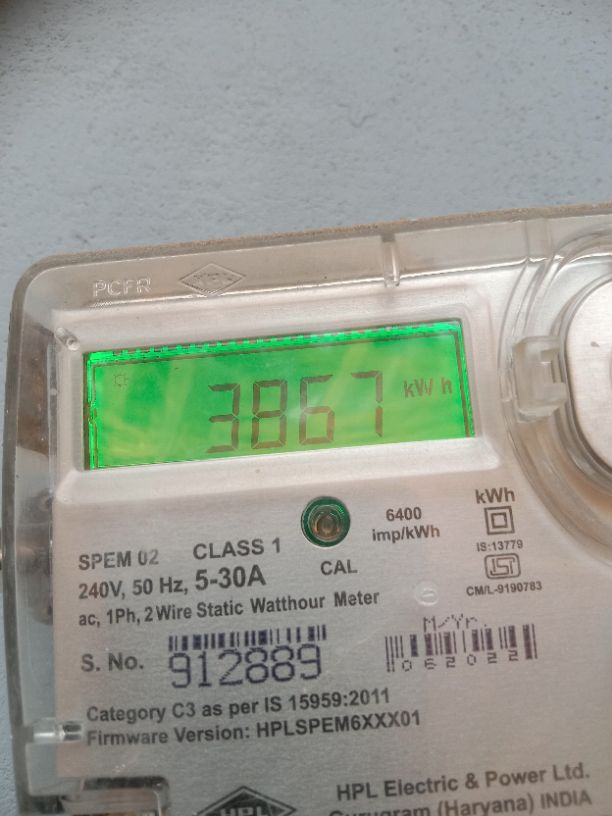 PCFR HPL
3867 kWh
6400
imp/kWh
kWh
IS:13779
CM/L-9190783
SPEM 02 CLASS 1
CAL
240V, 50 Hz, 5-30A
ac, 1Ph, 2 Wire Static Watthour Meter
S. No. 912889
M/Yr.
062022
Category C3 as per IS 15959:2011
Firmware Version: HPLSPEM6XXX01
HPL
HPL Electric & Power Ltd.
Gurugram (Haryana) INDIA